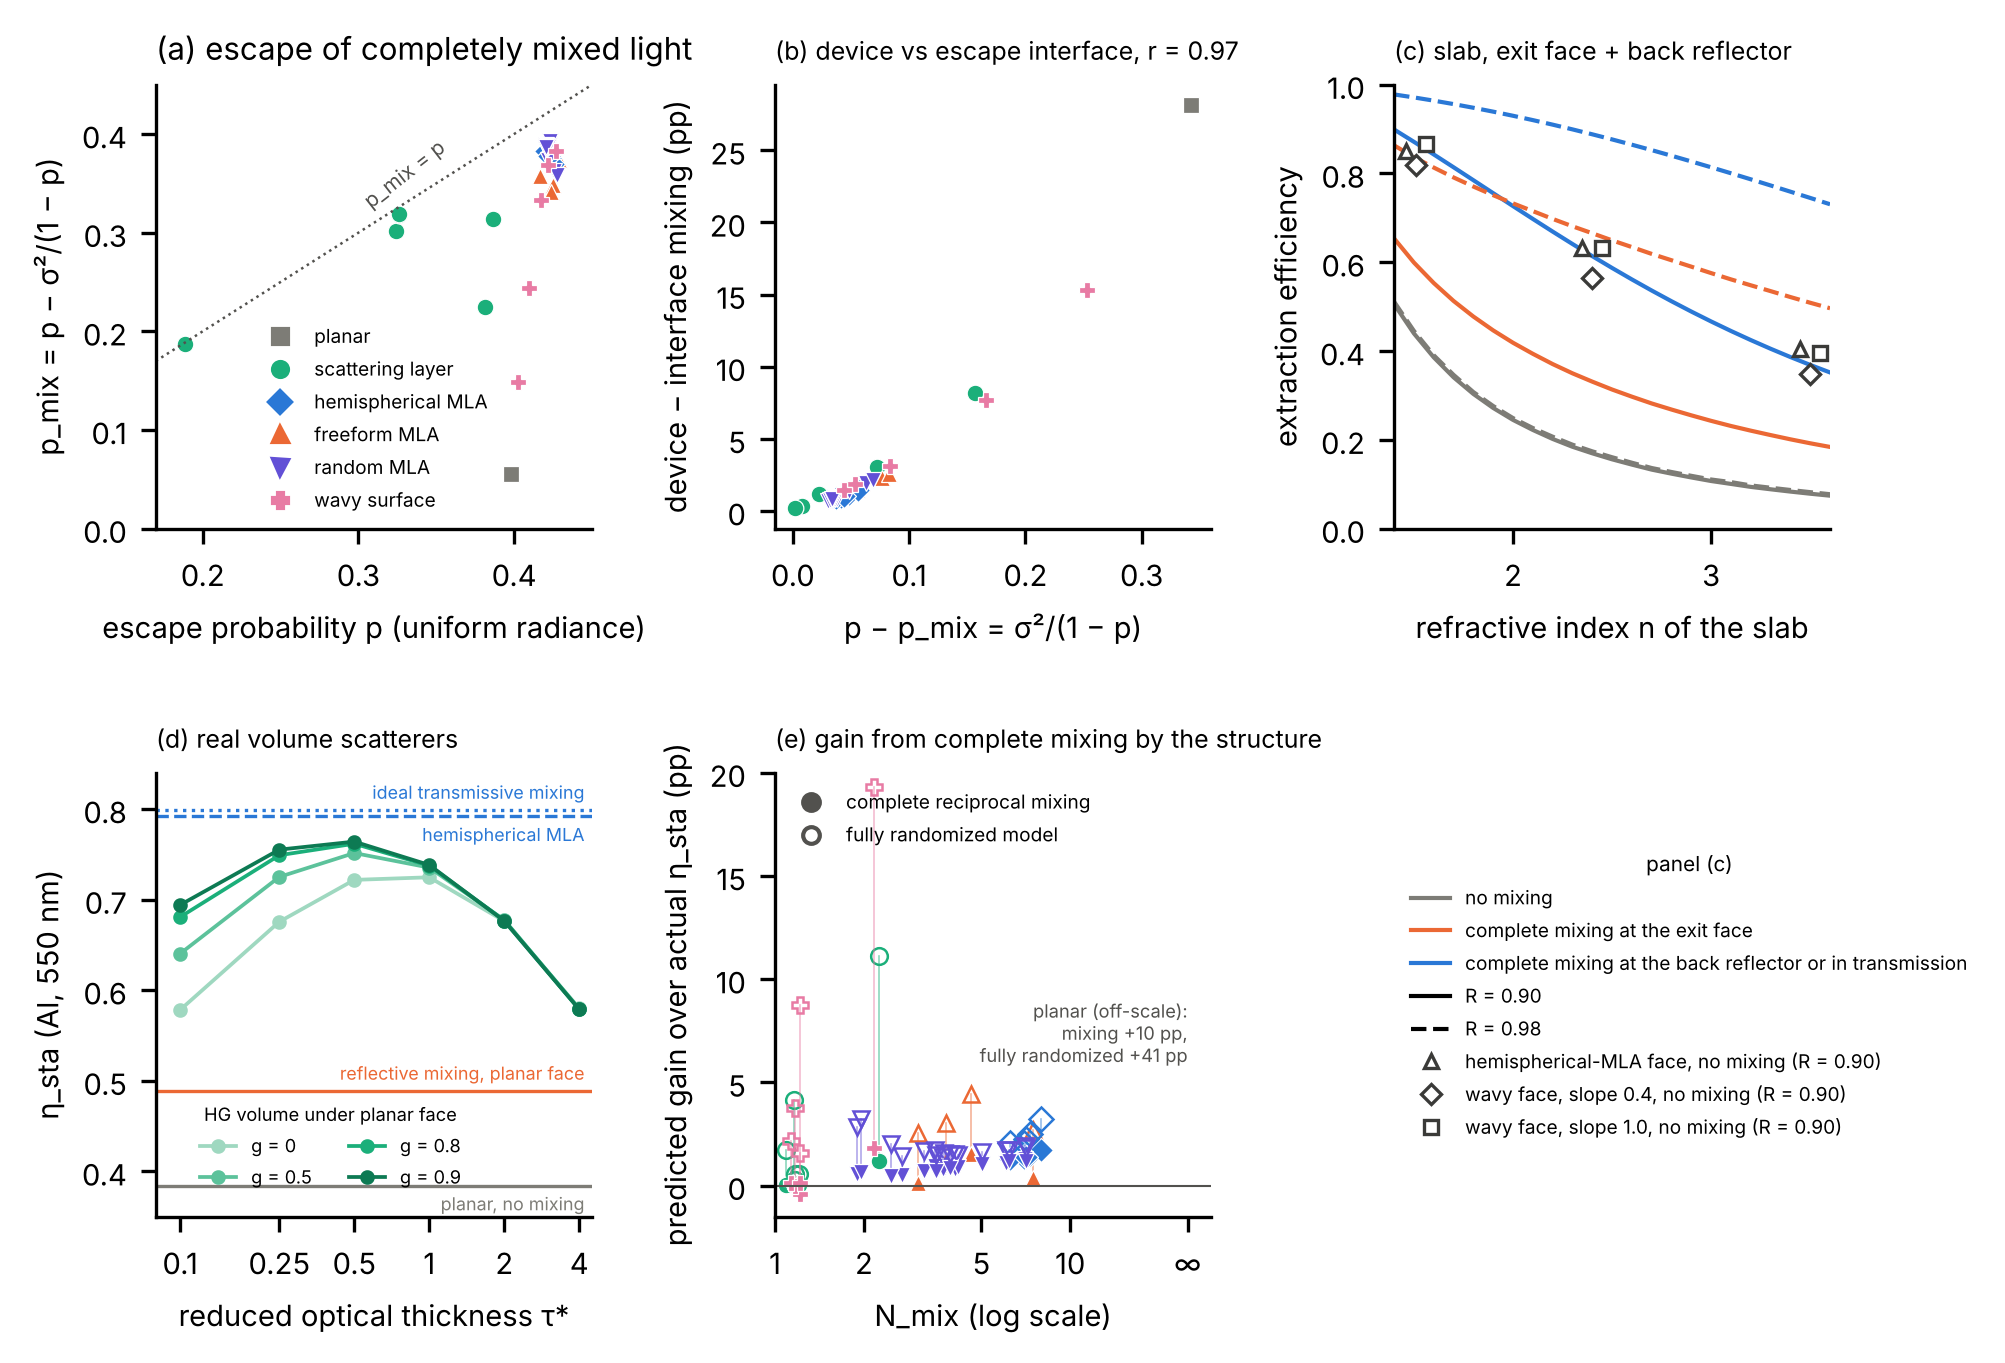 (a) escape of completely mixed light
p_mix = p − σ²/(1 − p)
0.4
0.3
0.2
0.1
0.0
p_mix = p
planar
scattering layer
hemispherical MLA
freeform MLA
random MLA
wavy surface
0.2
0.3
0.4
escape probability p (uniform radiance)
(b) device vs escape interface, r = 0.97
device − interface mixing (pp)
25
20
15
10
5
0
0.0
0.1
0.2
0.3
p − p_mix = σ²/(1 − p)
(c) slab, exit face + back reflector
extraction efficiency
1.0
0.8
0.6
0.4
0.2
0.0
2
3
refractive index n of the slab
(d) real volume scatterers
η_sta (Al, 550 nm)
0.8
0.7
0.6
0.5
0.4
ideal transmissive mixing
hemispherical MLA
reflective mixing, planar face
HG volume under planar face
g = 0
g = 0.8
g = 0.5
g = 0.9
planar, no mixing
0.1
0.25
0.5
1
2
4
reduced optical thickness τ*
(e) gain from complete mixing by the structure
predicted gain over actual η_sta (pp)
20
15
10
5
0
complete reciprocal mixing
fully randomized model
planar (off-scale):
mixing +10 pp,
fully randomized +41 pp
1
2
5
10
∞
N_mix (log scale)
panel (c)
no mixing
complete mixing at the exit face
complete mixing at the back reflector or in transmission
R = 0.90
R = 0.98
hemispherical-MLA face, no mixing (R = 0.90)
wavy face, slope 0.4, no mixing (R = 0.90)
wavy face, slope 1.0, no mixing (R = 0.90)